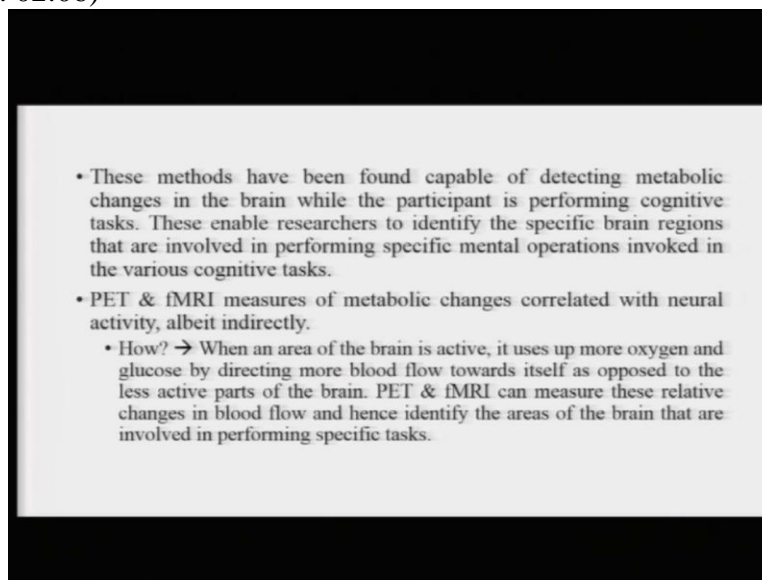 • These methods have been found capable of detecting metabolic
changes in the brain while the participant is performing cognitive
tasks. These enable researchers to identify the specific brain regions
that are involved in performing specific mental operations invoked in
the various cognitive tasks.
• PET & fMRI measures of metabolic changes correlated with neural
activity, albeit indirectly.
• How? → When an area of the brain is active, it uses up more oxygen and
glucose by directing more blood flow towards itself as opposed to the
less active parts of the brain. PET & fMRI can measure these relative
changes in blood flow and hence identify the areas of the brain that are
involved in performing specific tasks.